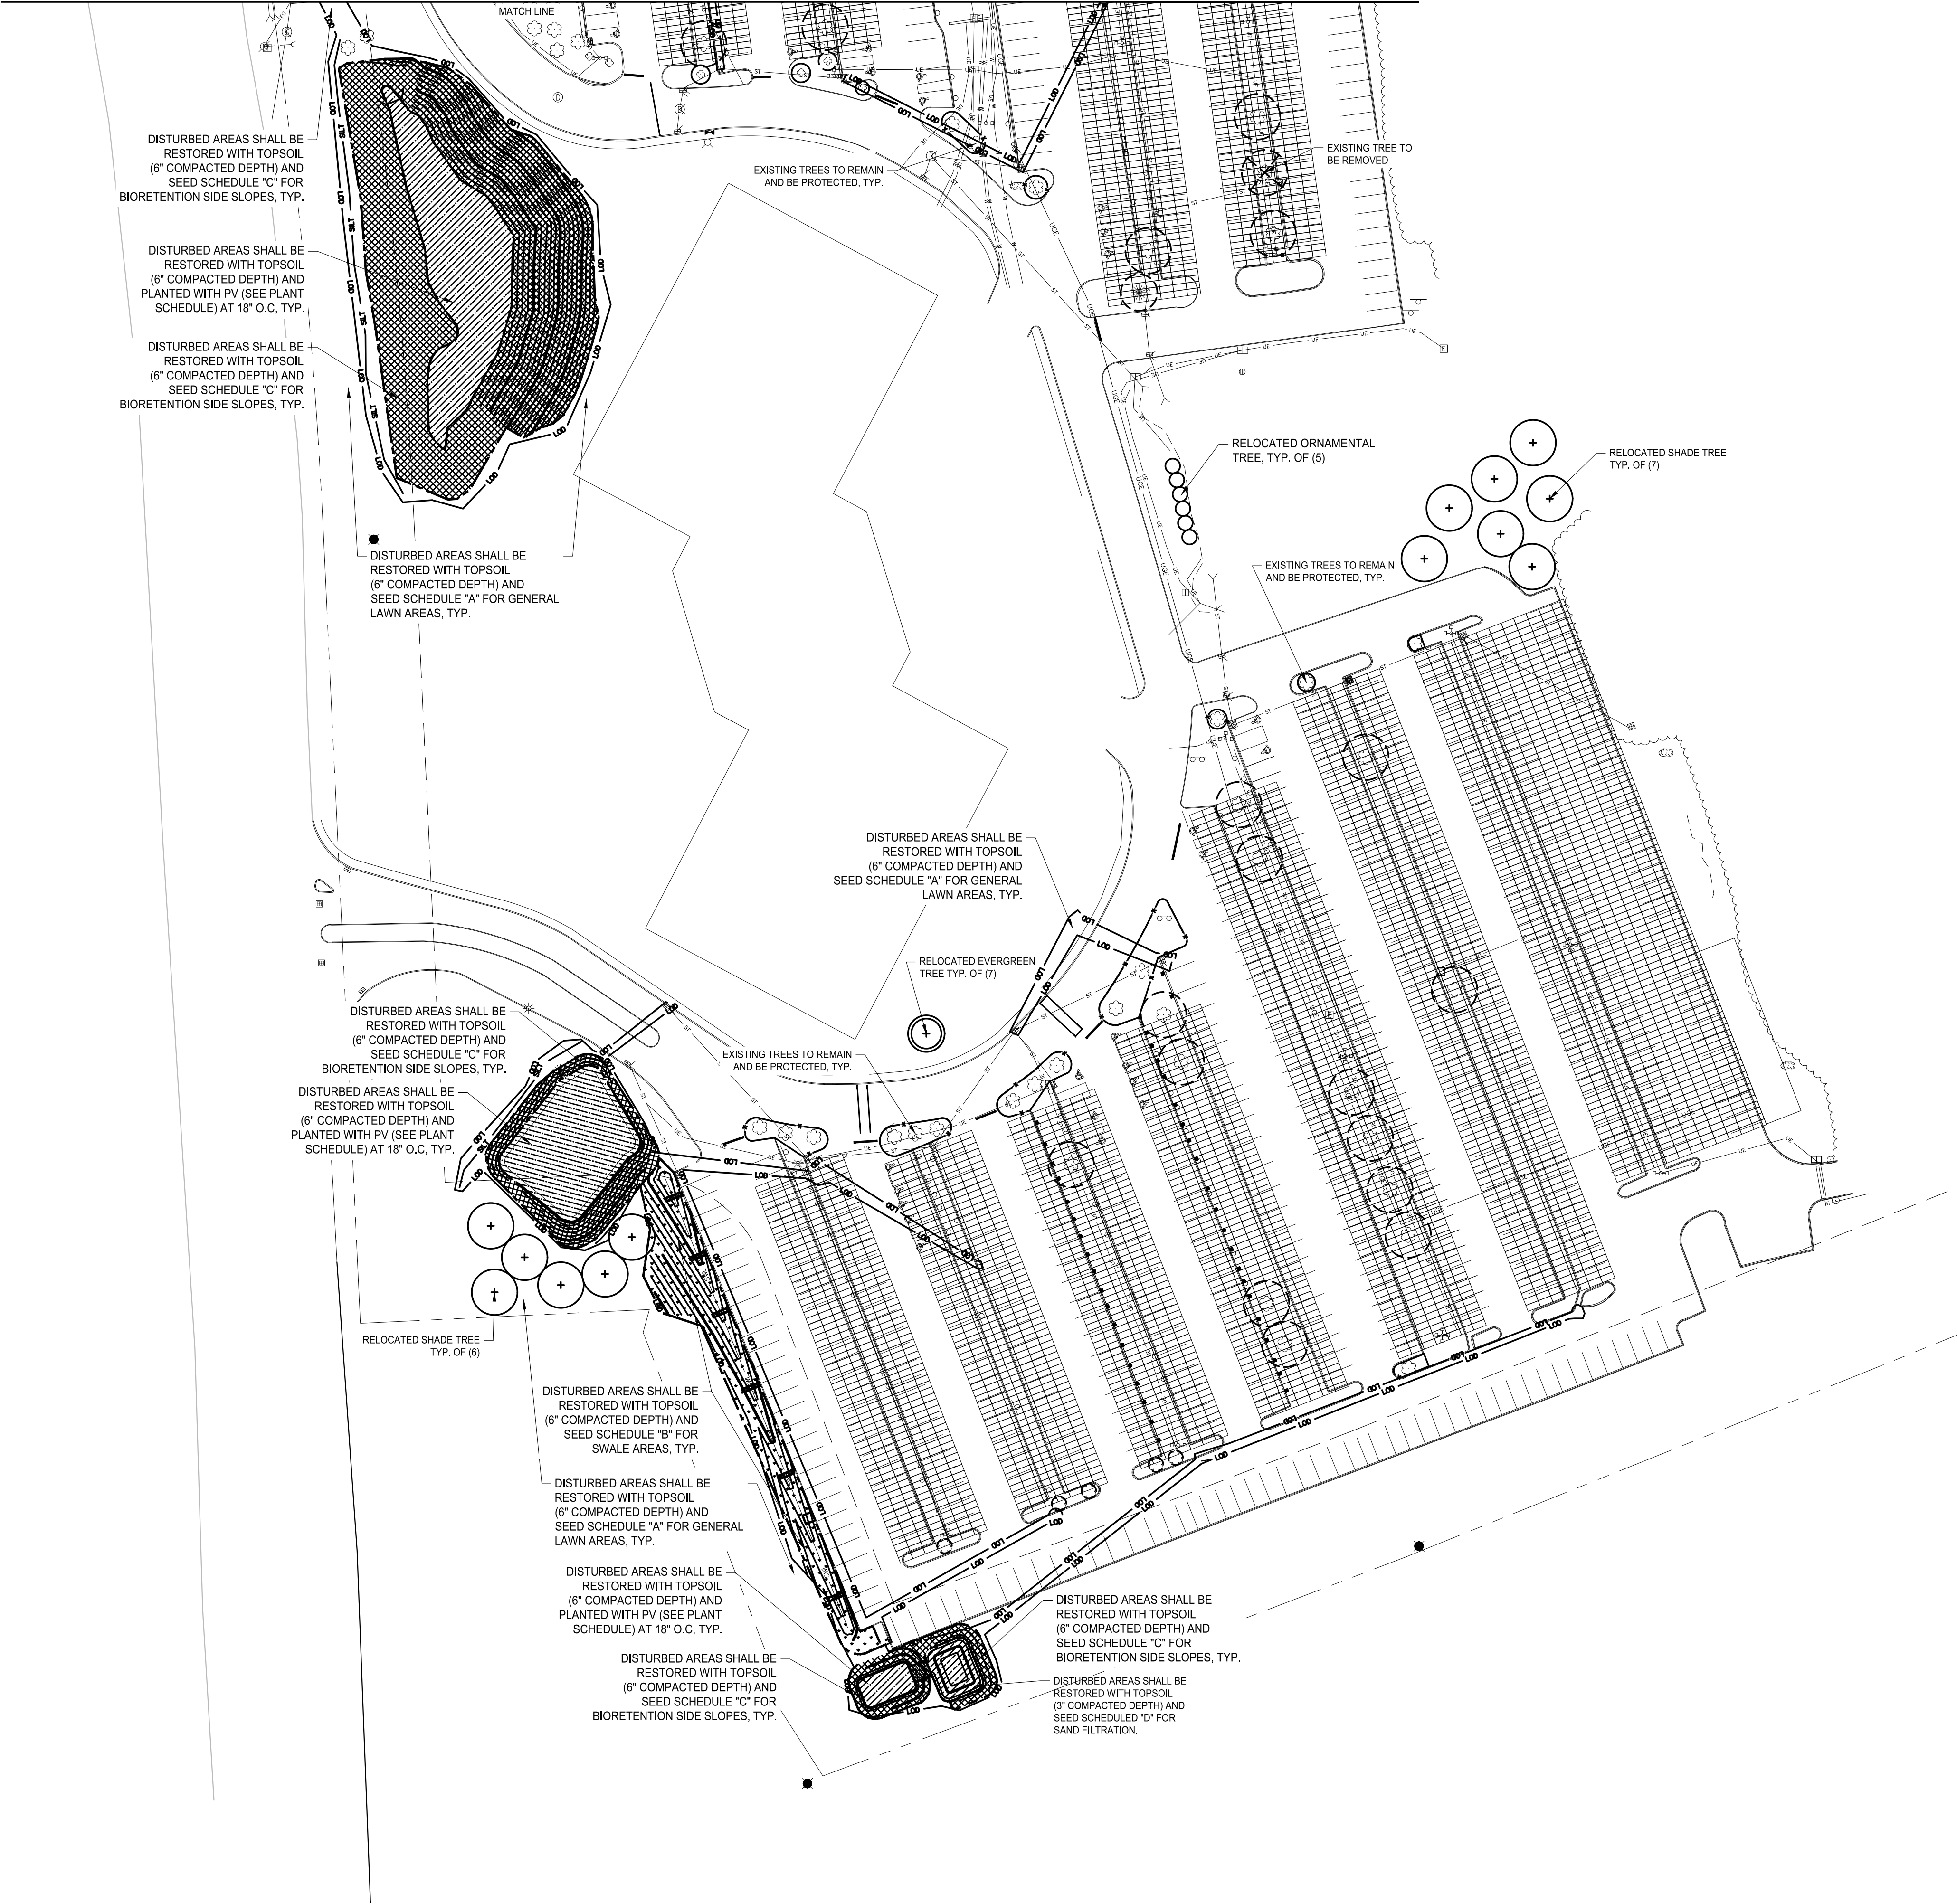 MATCH LINE
DISTURBED AREAS SHALL BE
RESTORED WITH TOPSOIL
(6" COMPACTED DEPTH) AND
SEED SCHEDULE "C" FOR
BIORETENTION SIDE SLOPES, TYP.
EXISTING TREES TO REMAIN
AND BE PROTECTED, TYP.
EXISTING TREE TO
BE REMOVED
DISTURBED AREAS SHALL BE
RESTORED WITH TOPSOIL
(6" COMPACTED DEPTH) AND
PLANTED WITH PV (SEE PLANT
SCHEDULE) AT 18" O.C, TYP.
DISTURBED AREAS SHALL BE
RESTORED WITH TOPSOIL
(6" COMPACTED DEPTH) AND
SEED SCHEDULE "C" FOR
BIORETENTION SIDE SLOPES, TYP.
RELOCATED ORNAMENTAL
TREE, TYP. OF (5)
RELOCATED SHADE TREE
TYP. OF (7)
DISTURBED AREAS SHALL BE
RESTORED WITH TOPSOIL
(6" COMPACTED DEPTH) AND
SEED SCHEDULE "A" FOR GENERAL
LAWN AREAS, TYP.
EXISTING TREES TO REMAIN
AND BE PROTECTED, TYP.
DISTURBED AREAS SHALL BE
RESTORED WITH TOPSOIL
(6" COMPACTED DEPTH) AND
SEED SCHEDULE "A" FOR GENERAL
LAWN AREAS, TYP.
RELOCATED EVERGREEN
TREE TYP. OF (7)
DISTURBED AREAS SHALL BE
RESTORED WITH TOPSOIL
(6" COMPACTED DEPTH) AND
SEED SCHEDULE "C" FOR
BIORETENTION SIDE SLOPES, TYP.
EXISTING TREES TO REMAIN
AND BE PROTECTED, TYP.
DISTURBED AREAS SHALL BE
RESTORED WITH TOPSOIL
(6" COMPACTED DEPTH) AND
PLANTED WITH PV (SEE PLANT
SCHEDULE) AT 18" O.C, TYP.
RELOCATED SHADE TREE
TYP. OF (6)
DISTURBED AREAS SHALL BE
RESTORED WITH TOPSOIL
(6" COMPACTED DEPTH) AND
SEED SCHEDULE "B" FOR
SWALE AREAS, TYP.
DISTURBED AREAS SHALL BE
RESTORED WITH TOPSOIL
(6" COMPACTED DEPTH) AND
SEED SCHEDULE "A" FOR GENERAL
LAWN AREAS, TYP.
DISTURBED AREAS SHALL BE
RESTORED WITH TOPSOIL
(6" COMPACTED DEPTH) AND
PLANTED WITH PV (SEE PLANT
SCHEDULE) AT 18" O.C, TYP.
DISTURBED AREAS SHALL BE
RESTORED WITH TOPSOIL
(6" COMPACTED DEPTH) AND
SEED SCHEDULE "C" FOR
BIORETENTION SIDE SLOPES, TYP.
DISTURBED AREAS SHALL BE
RESTORED WITH TOPSOIL
(6" COMPACTED DEPTH) AND
SEED SCHEDULE "C" FOR
BIORETENTION SIDE SLOPES, TYP.
DISTURBED AREAS SHALL BE
RESTORED WITH TOPSOIL
(3" COMPACTED DEPTH) AND
SEED SCHEDULED "D" FOR
SAND FILTRATION.
LOD
SILT
UGE
UE
ST
W